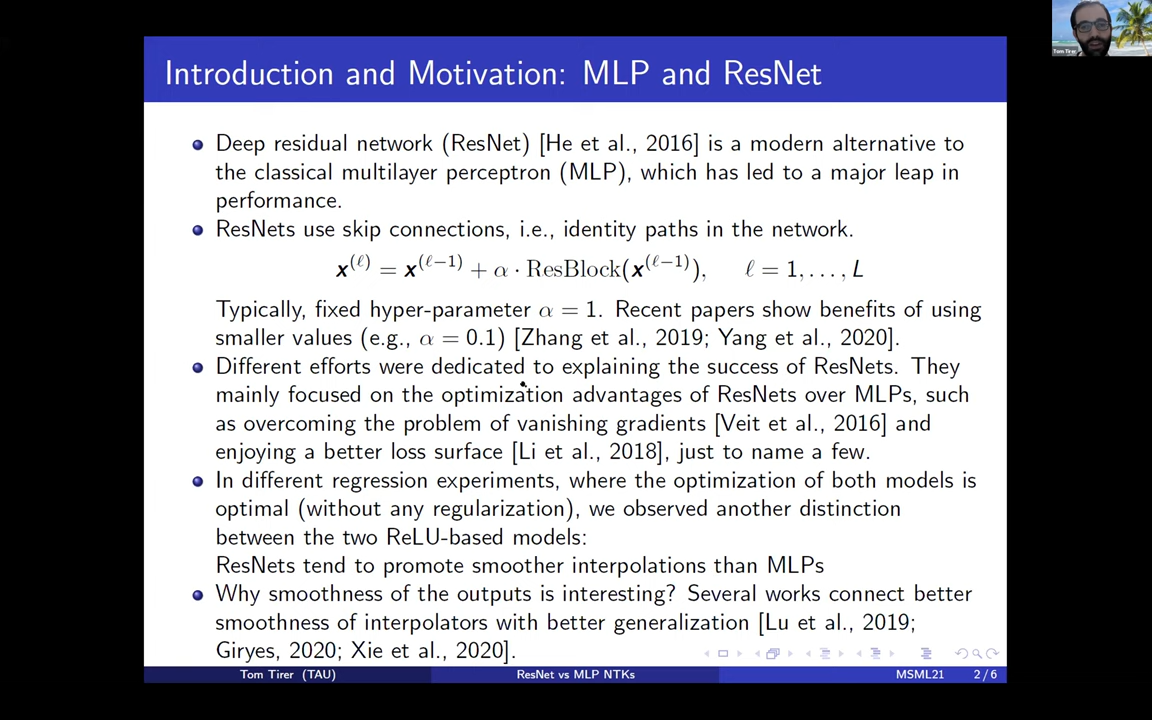 Tom Tirer
Introduction and Motivation: MLP and ResNet
Deep residual network (ResNet) [He et al., 2016] is a modern alternative to
the classical multilayer perceptron (MLP), which has led to a major leap in
performance.
ResNets use skip connections, i.e., identity paths in the network.
x^(ℓ) = x^(ℓ−1) + α · ResBlock(x^(ℓ−1)), ℓ = 1, . . . , L
Typically, fixed hyper-parameter α = 1. Recent papers show benefits of using
smaller values (e.g., α = 0.1) [Zhang et al., 2019; Yang et al., 2020].
Different efforts were dedicated to explaining the success of ResNets. They
mainly focused on the optimization advantages of ResNets over MLPs, such
as overcoming the problem of vanishing gradients [Veit et al., 2016] and
enjoying a better loss surface [Li et al., 2018], just to name a few.
In different regression experiments, where the optimization of both models is
optimal (without any regularization), we observed another distinction
between the two ReLU-based models:
ResNets tend to promote smoother interpolations than MLPs
Why smoothness of the outputs is interesting? Several works connect better
smoothness of interpolators with better generalization [Lu et al., 2019;
Giryes, 2020; Xie et al., 2020].
Tom Tirer (TAU) ResNet vs MLP NTKs MSML21 2 / 6